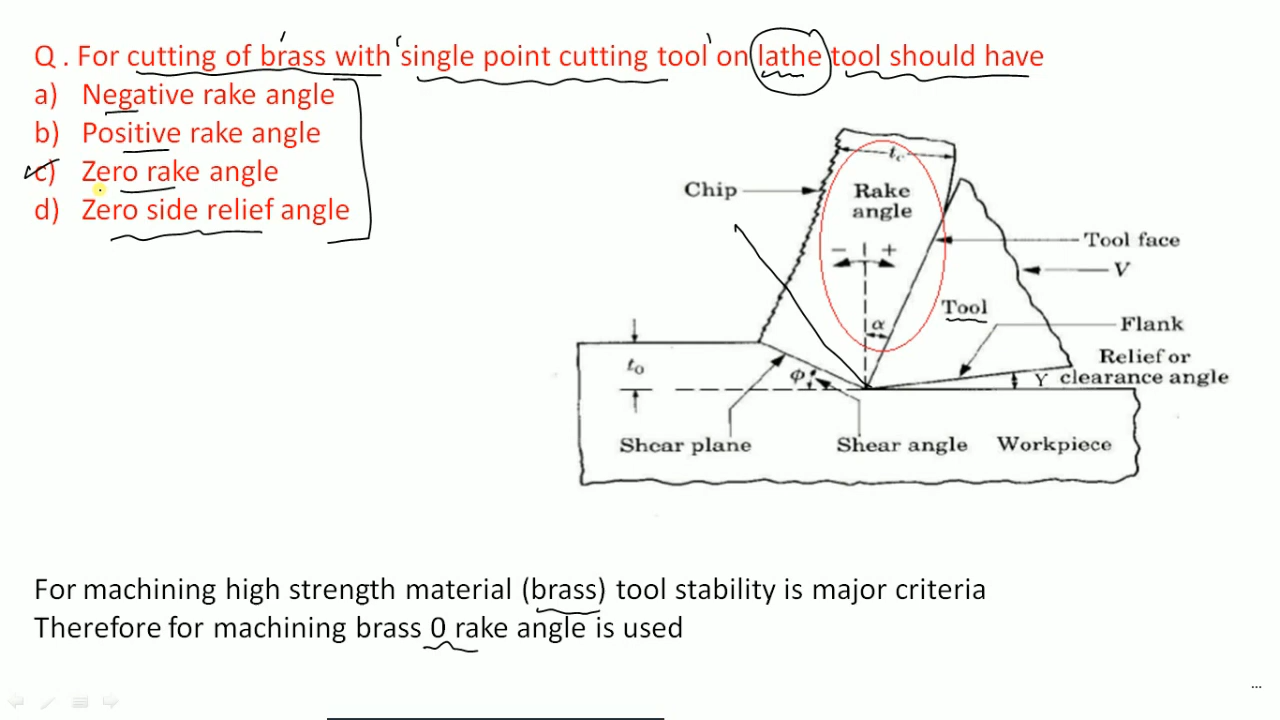 Q . For cutting of brass with 'single point cutting tool' on lathe tool should have
a) Negative rake angle
b) Positive rake angle
c) Zero rake angle
d) Zero side relief angle
tc
Chip
Rake
angle
- +
Tool face
V
α
Tool
Flank
to
Relief or
ϕ
γ clearance angle
Shear plane
Shear angle
Workpiece
For machining high strength material (brass) tool stability is major criteria
Therefore for machining brass 0 rake angle is used
...